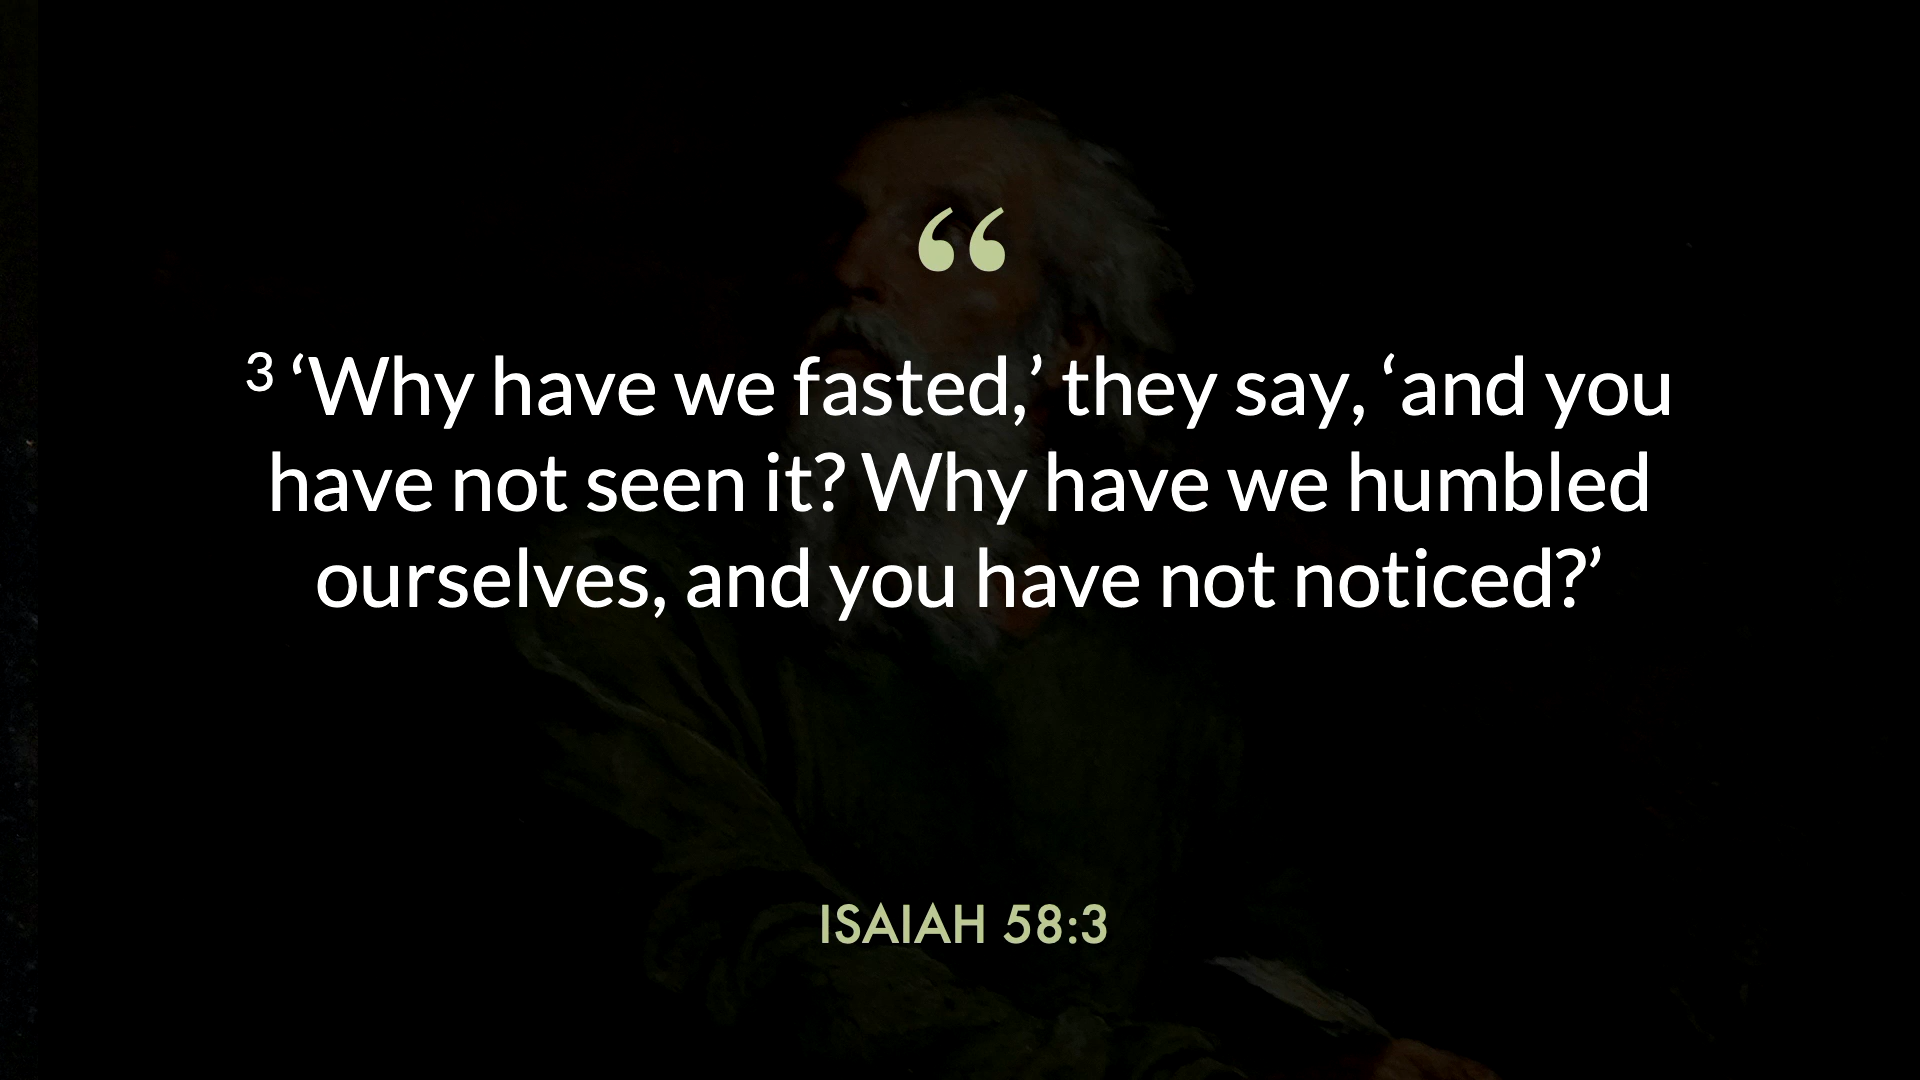 “
³ ‘Why have we fasted,’ they say, ‘and you
have not seen it? Why have we humbled
ourselves, and you have not noticed?’
ISAIAH 58:3